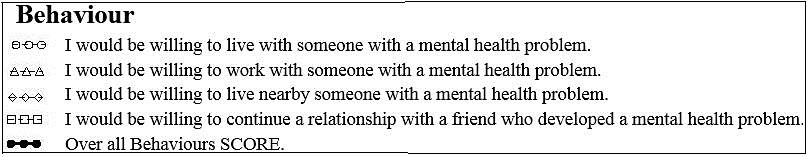 Behaviour
I would be willing to live with someone with a mental health problem.
I would be willing to work with someone with a mental health problem.
I would be willing to live nearby someone with a mental health problem.
I would be willing to continue a relationship with a friend who developed a mental health problem.
Over all Behaviours SCORE.